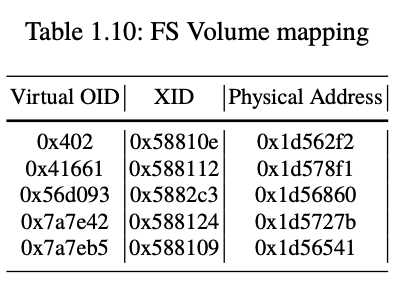 Table 1.10: FS Volume mapping
Virtual OID XID Physical Address
0x402 0x58810e 0x1d562f2
0x41661 0x588112 0x1d578f1
0x56d093 0x5882c3 0x1d56860
0x7a7e42 0x588124 0x1d5727b
0x7a7eb5 0x588109 0x1d56541